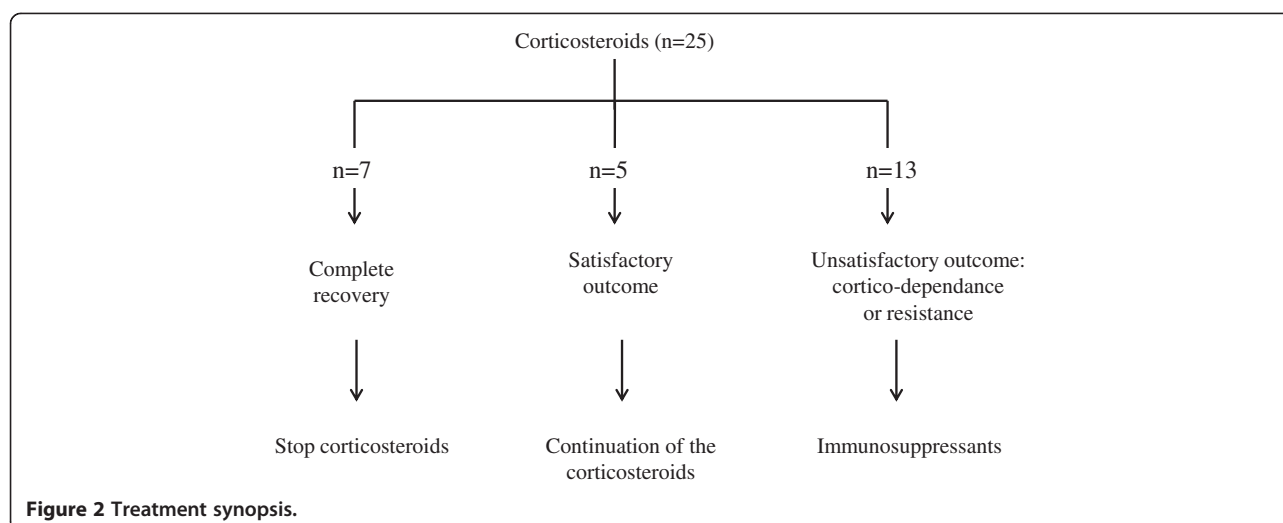 Corticosteroids (n=25)
n=7
n=5
n=13
Complete
recovery
Satisfactory
outcome
Unsatisfactory outcome:
cortico-dependance
or resistance
Stop corticosteroids
Continuation of the
corticosteroids
Immunosuppressants
Figure 2 Treatment synopsis.